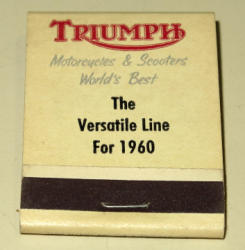 TRIUMPH
Motorcycles & Scooters
World's Best
The
Versatile Line
For 1960